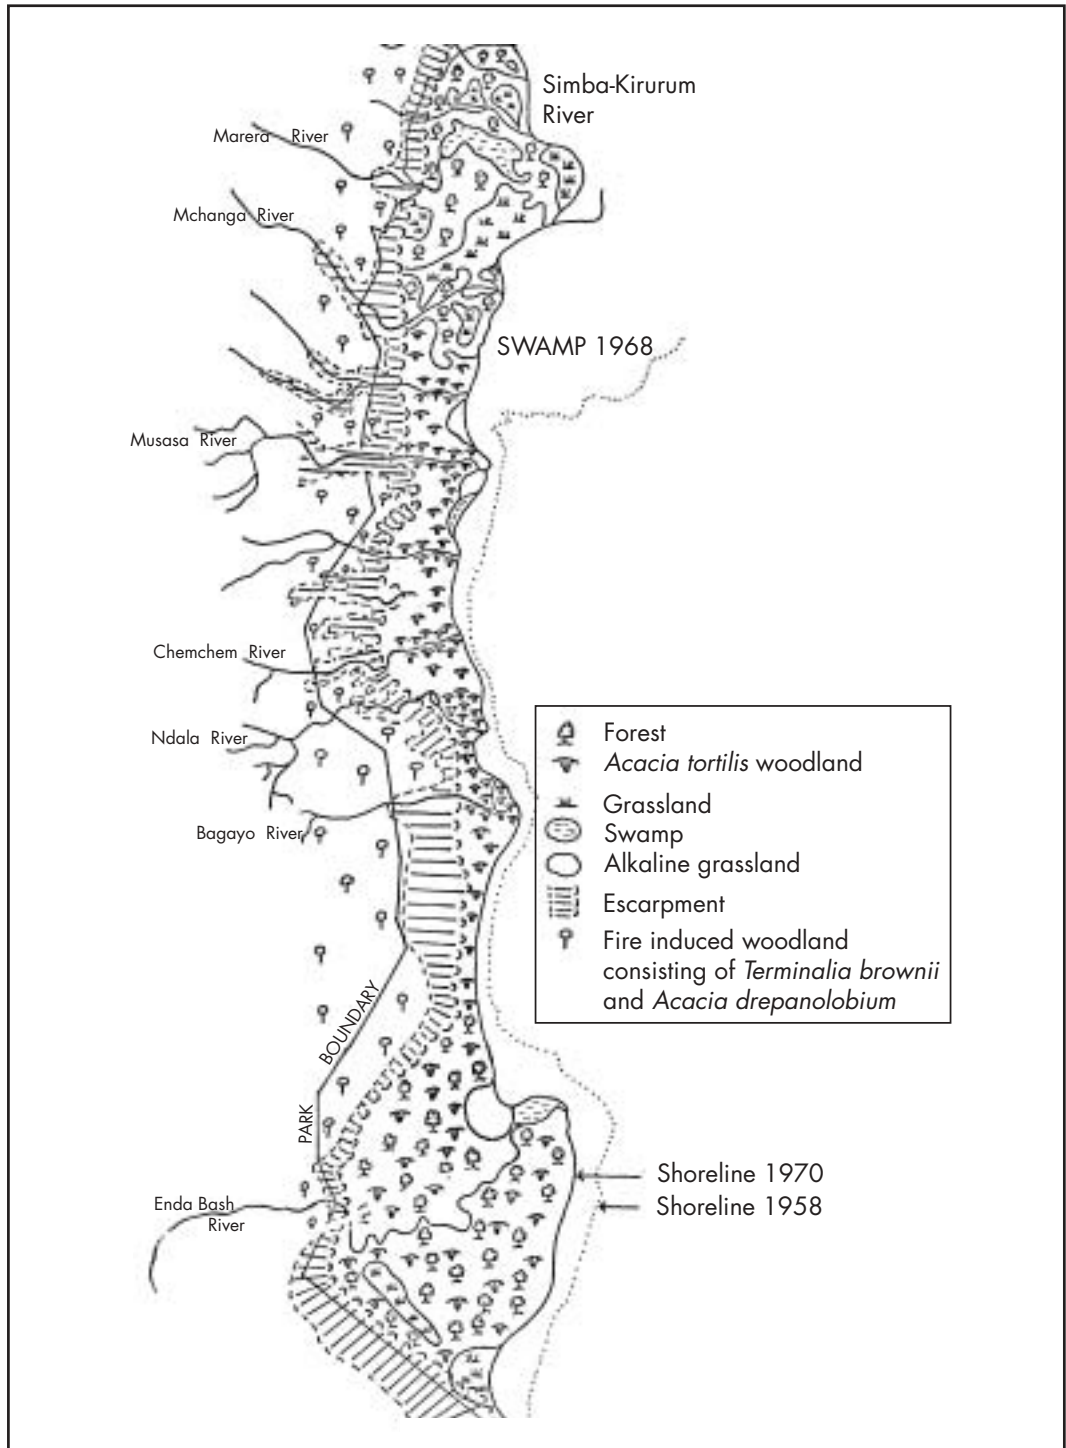 Simba-Kirurum
River
Marera River
Mchanga River
SWAMP 1968
Musasa River
Chemchem River
Ndala River
Bagayo River
Forest
Acacia tortilis woodland
Grassland
Swamp
Alkaline grassland
Escarpment
Fire induced woodland
consisting of Terminalia brownii
and Acacia drepanolobium
PARK BOUNDARY
Shoreline 1970
Shoreline 1958
Enda Bash
River